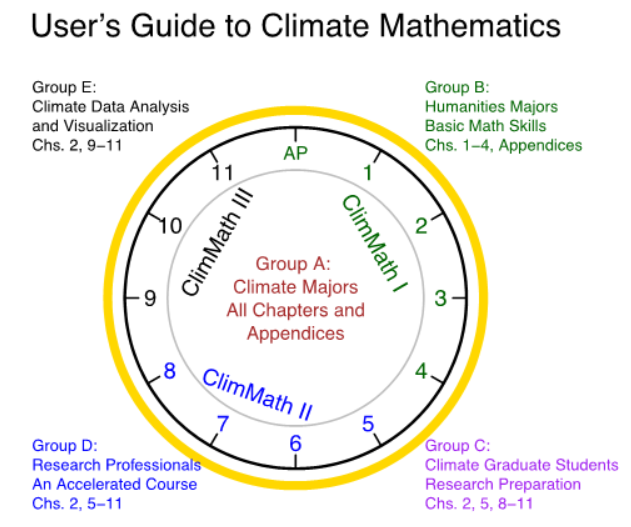 User's Guide to Climate Mathematics
Group E:
Climate Data Analysis
and Visualization
Chs. 2, 9–11
Group B:
Humanities Majors
Basic Math Skills
Chs. 1–4, Appendices
AP
1
2
3
4
5
6
7
8
9
10
11
ClimMath I
ClimMath II
ClimMath III
Group A:
Climate Majors
All Chapters and
Appendices
Group D:
Research Professionals
An Accelerated Course
Chs. 2, 5–11
Group C:
Climate Graduate Students
Research Preparation
Chs. 2, 5, 8–11